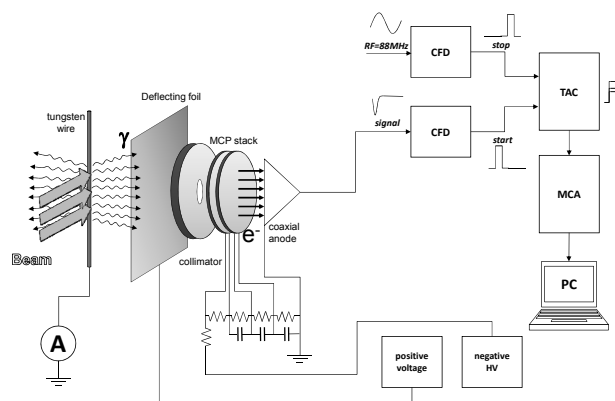 RF=88MHz
CFD
stop
TAC
signal
CFD
start
MCA
PC
Deflecting foil
tungsten
wire
γ
MCP stack
e-
coaxial
anode
collimator
Beam
A
positive
voltage
negative
HV